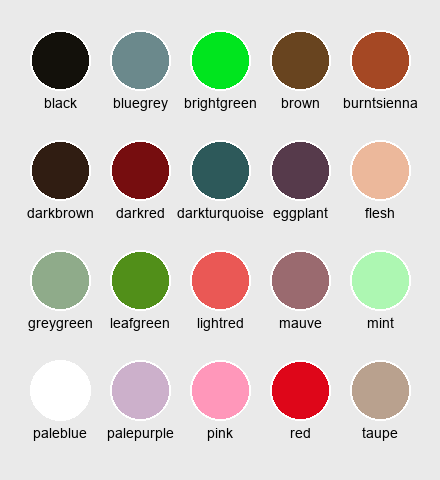 black bluegrey brightgreen brown burntsienna
darkbrown darkred darkturquoise eggplant flesh
greygreen leafgreen lightred mauve mint
paleblue palepurple pink red taupe